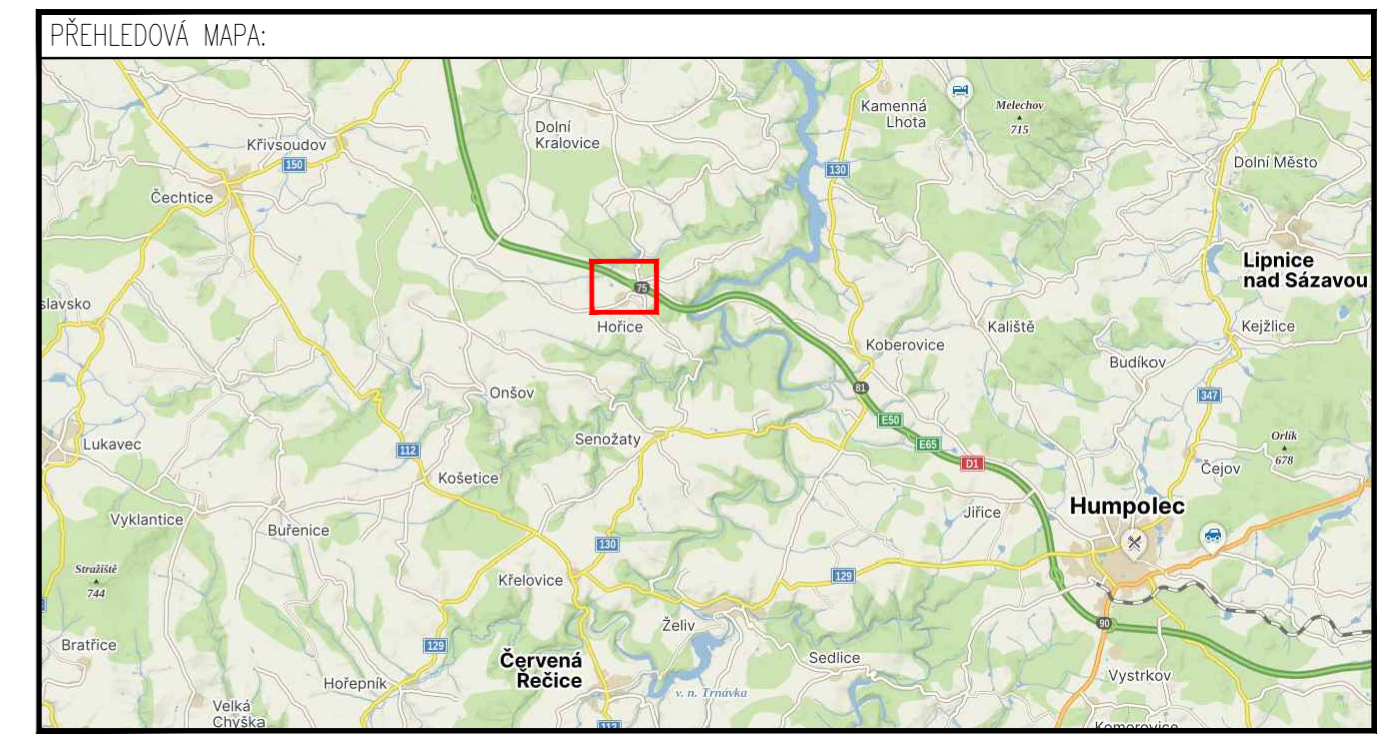 PŘEHLEDOVÁ MAPA:
Kamenná
Lhota
Melechov
715
Dolní
Kralovice
Křivsoudov
150
130
Dolní Město
Čechtice
Lipnice
nad Sázavou
75
slavsko
Hořice
Kaliště
Kejžlice
Koberovice
Budíkov
Onšov
81
347
E50
Senožaty
E65
Orlík
678
Lukavec
112
D1
Čejov
Košetice
Humpolec
Vyklantice
Buřenice
Jiřice
130
Stražiště
744
Křelovice
129
Želiv
90
Bratřice
129
Červená
Řečice
Sedlice
Vystrkov
Hořepník
v. n. Trnávka
Velká
Chyška
112
Komorovice